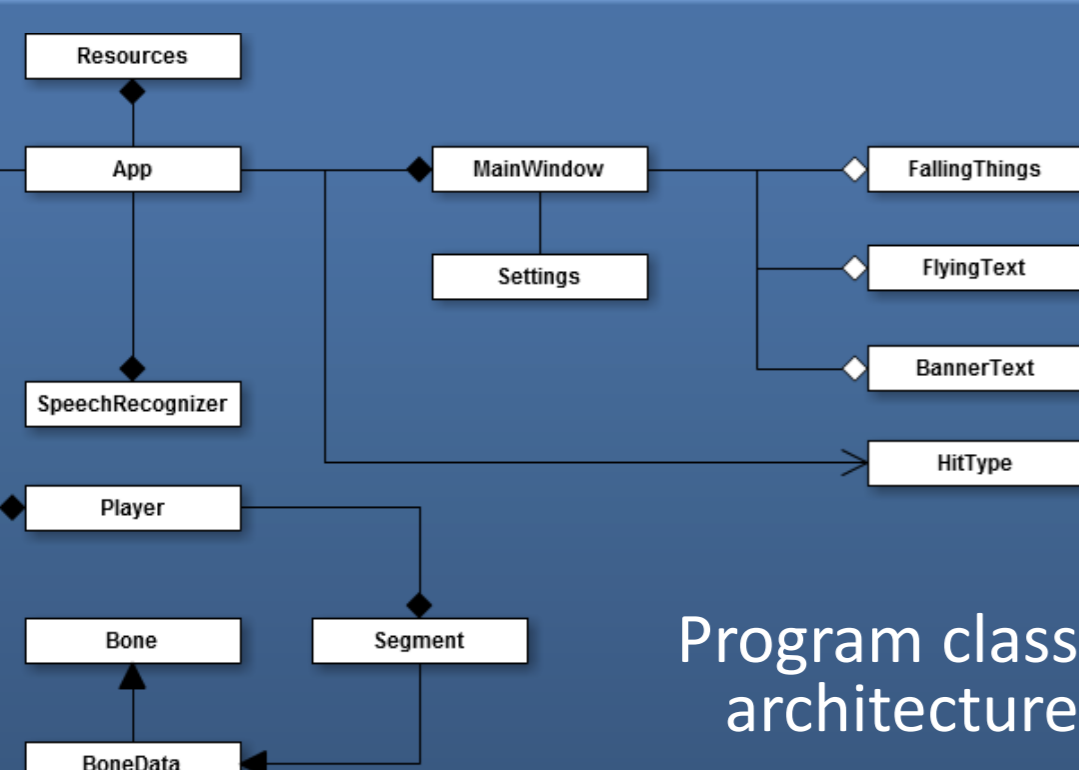 Resources
App
MainWindow
FallingThings
Settings
FlyingText
BannerText
SpeechRecognizer
HitType
Player
Bone
Segment
Program class
architecture
BoneData